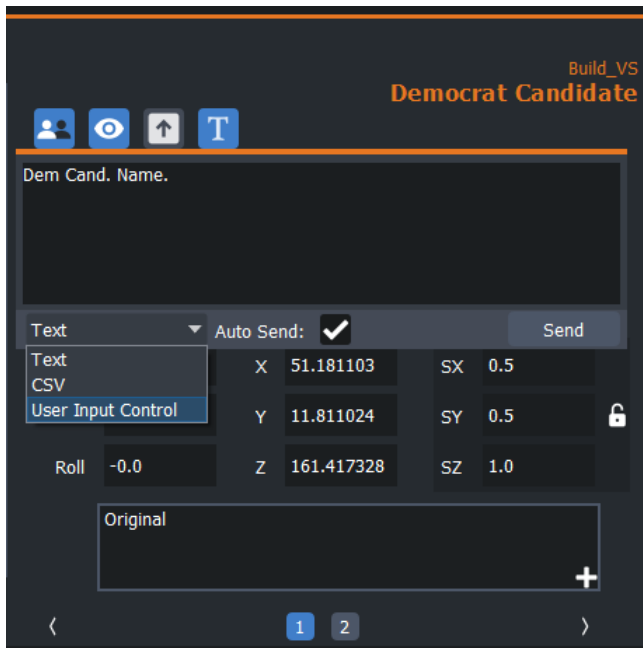 Build_VS
Democrat Candidate
T
Dem Cand. Name.
Text Auto Send: Send
Text
CSV
User Input Control
X 51.181103 SX 0.5
Y 11.811024 SY 0.5
Roll -0.0 Z 161.417328 SZ 1.0
Original
1 2